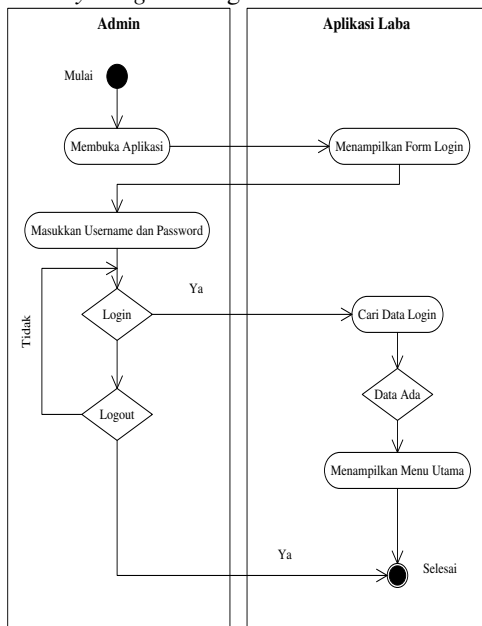 Admin
Aplikasi Laba
Mulai
Membuka Aplikasi
Menampilkan Form Login
Masukkan Username dan Password
Ya
Login
Cari Data Login
Tidak
Data Ada
Logout
Menampilkan Menu Utama
Ya
Selesai